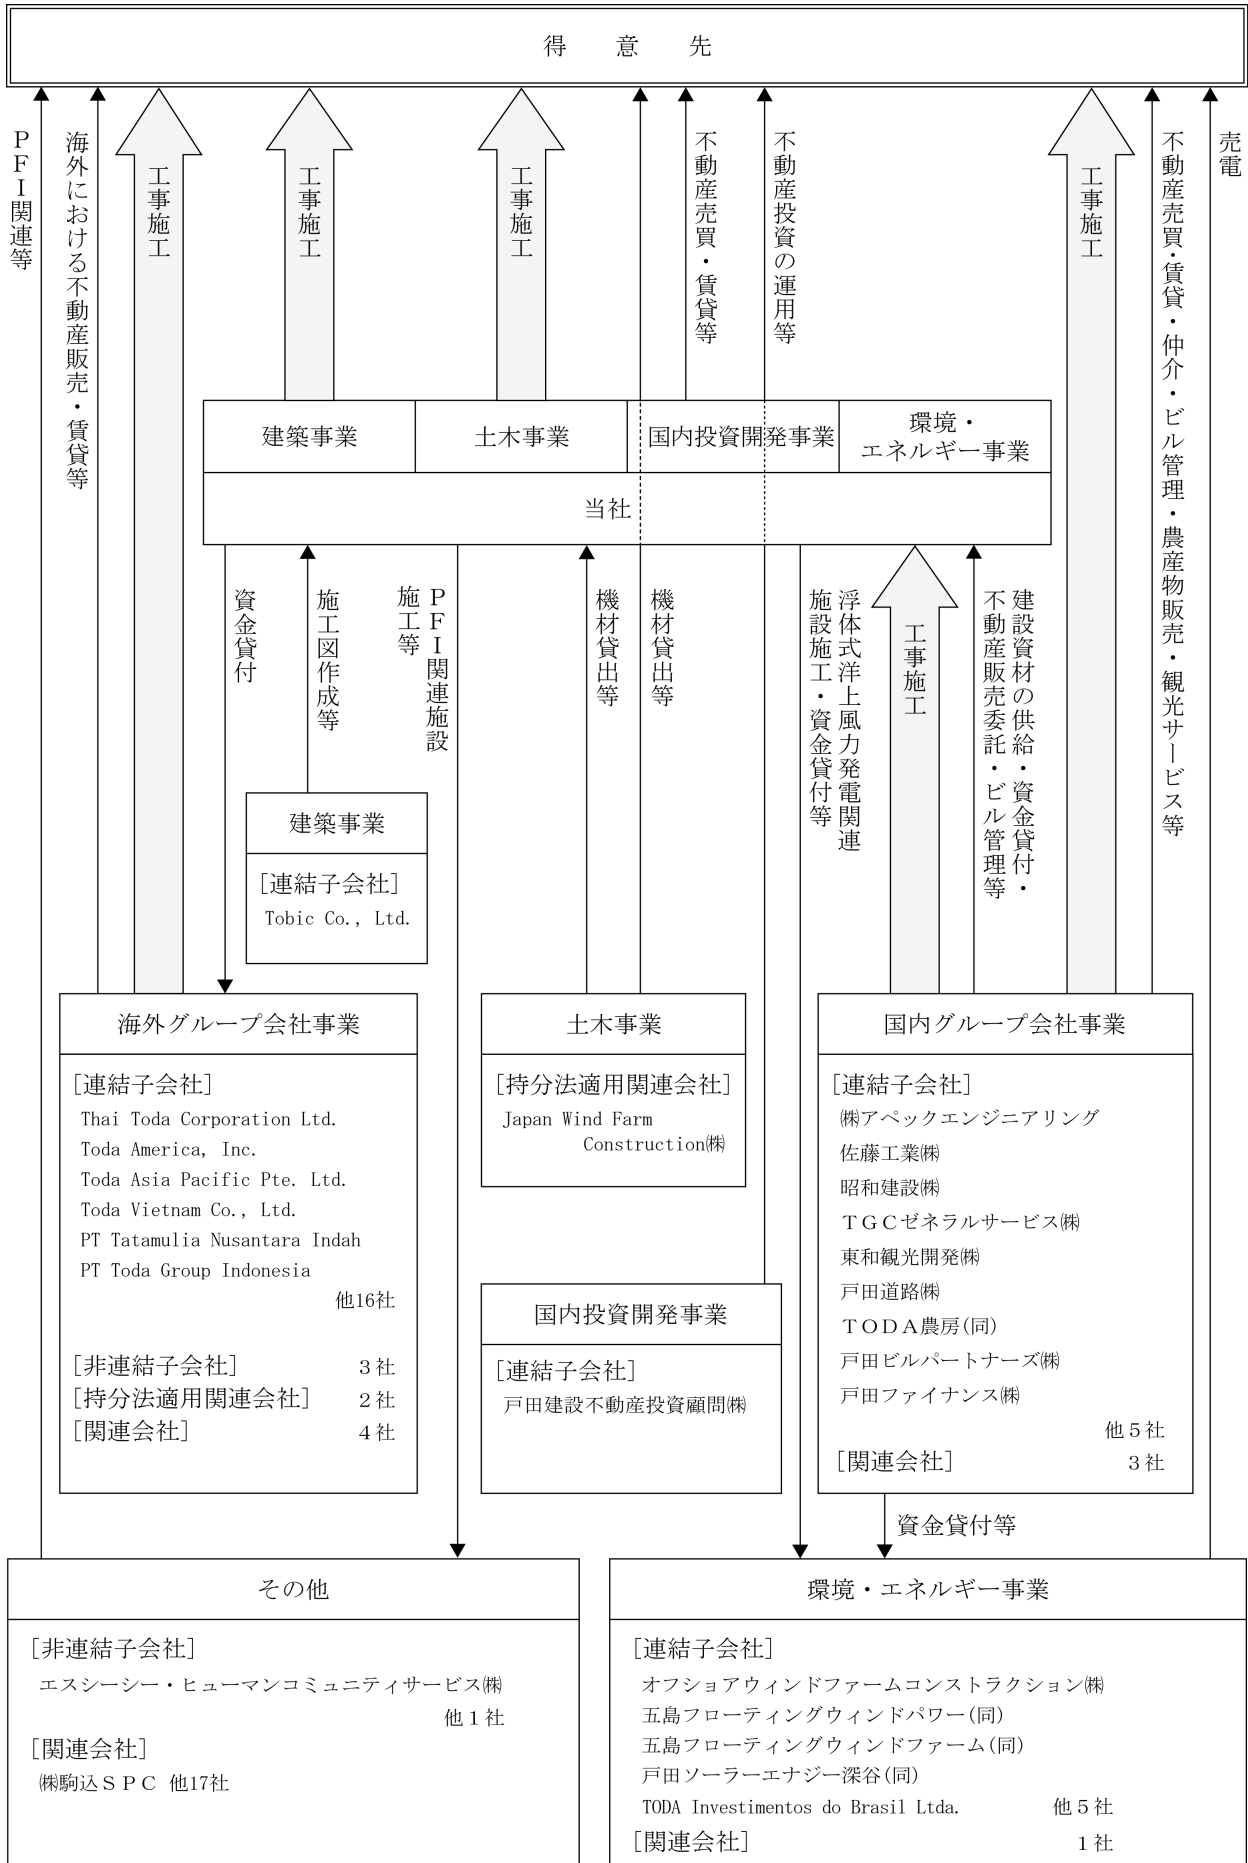 得意先
ＰＦＩ関連等
海外における不動産販売・賃貸等
工事施工
工事施工
工事施工
不動産売買・賃貸等
不動産投資の運用等
工事施工
不動産売買・賃貸・仲介・ビル管理・農産物販売・観光サービス等
売電
建築事業
土木事業
国内投資開発事業
環境・
エネルギー事業
当社
資金貸付
施工図作成等
ＰＦＩ関連施設
施工等
機材貸出等
機材貸出等
浮体式洋上風力発電関連
施設施工・資金貸付等
工事施工
建設資材の供給・資金貸付・
不動産販売委託・ビル管理等
建築事業
[連結子会社]
Tobic Co., Ltd.
海外グループ会社事業
[連結子会社]
Thai Toda Corporation Ltd.
Toda America, Inc.
Toda Asia Pacific Pte. Ltd.
Toda Vietnam Co., Ltd.
PT Tatamulia Nusantara Indah
PT Toda Group Indonesia
他16社
[非連結子会社] ３社
[持分法適用関連会社] ２社
[関連会社] ４社
土木事業
[持分法適用関連会社]
Japan Wind Farm
Construction㈱
国内投資開発事業
[連結子会社]
戸田建設不動産投資顧問㈱
国内グループ会社事業
[連結子会社]
㈱アペックエンジニアリング
佐藤工業㈱
昭和建設㈱
ＴＧＣゼネラルサービス㈱
東和観光開発㈱
戸田道路㈱
ＴＯＤＡ農房(同)
戸田ビルパートナーズ㈱
戸田ファイナンス㈱
他５社
[関連会社] ３社
資金貸付等
その他
[非連結子会社]
エスシーシー・ヒューマンコミュニティサービス㈱
他１社
[関連会社]
㈱駒込ＳＰＣ 他17社
環境・エネルギー事業
[連結子会社]
オフショアウィンドファームコンストラクション㈱
五島フローティングウィンドパワー(同)
五島フローティングウィンドファーム(同)
戸田ソーラーエナジー深谷(同)
TODA Investimentos do Brasil Ltda. 他５社
[関連会社] １社